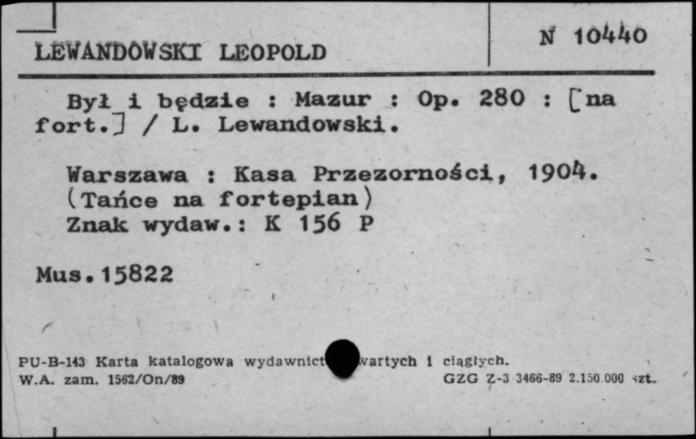 N 10440
LEWANDOWSKI LEOPOLD
Był i będzie : Mazur : Op. 280 : [na
fort.] / L. Lewandowski.
Warszawa : Kasa Przezorności, 1904.
(Tańce na fortepian)
Znak wydaw.: K 156 P
Mus.15822
PU-B-143 Karta katalogowa wydawnict wartych i ciągłych.
W.A. zam. 1562/On/89 GZG Z-3 3466-89 2.150.000 szt.